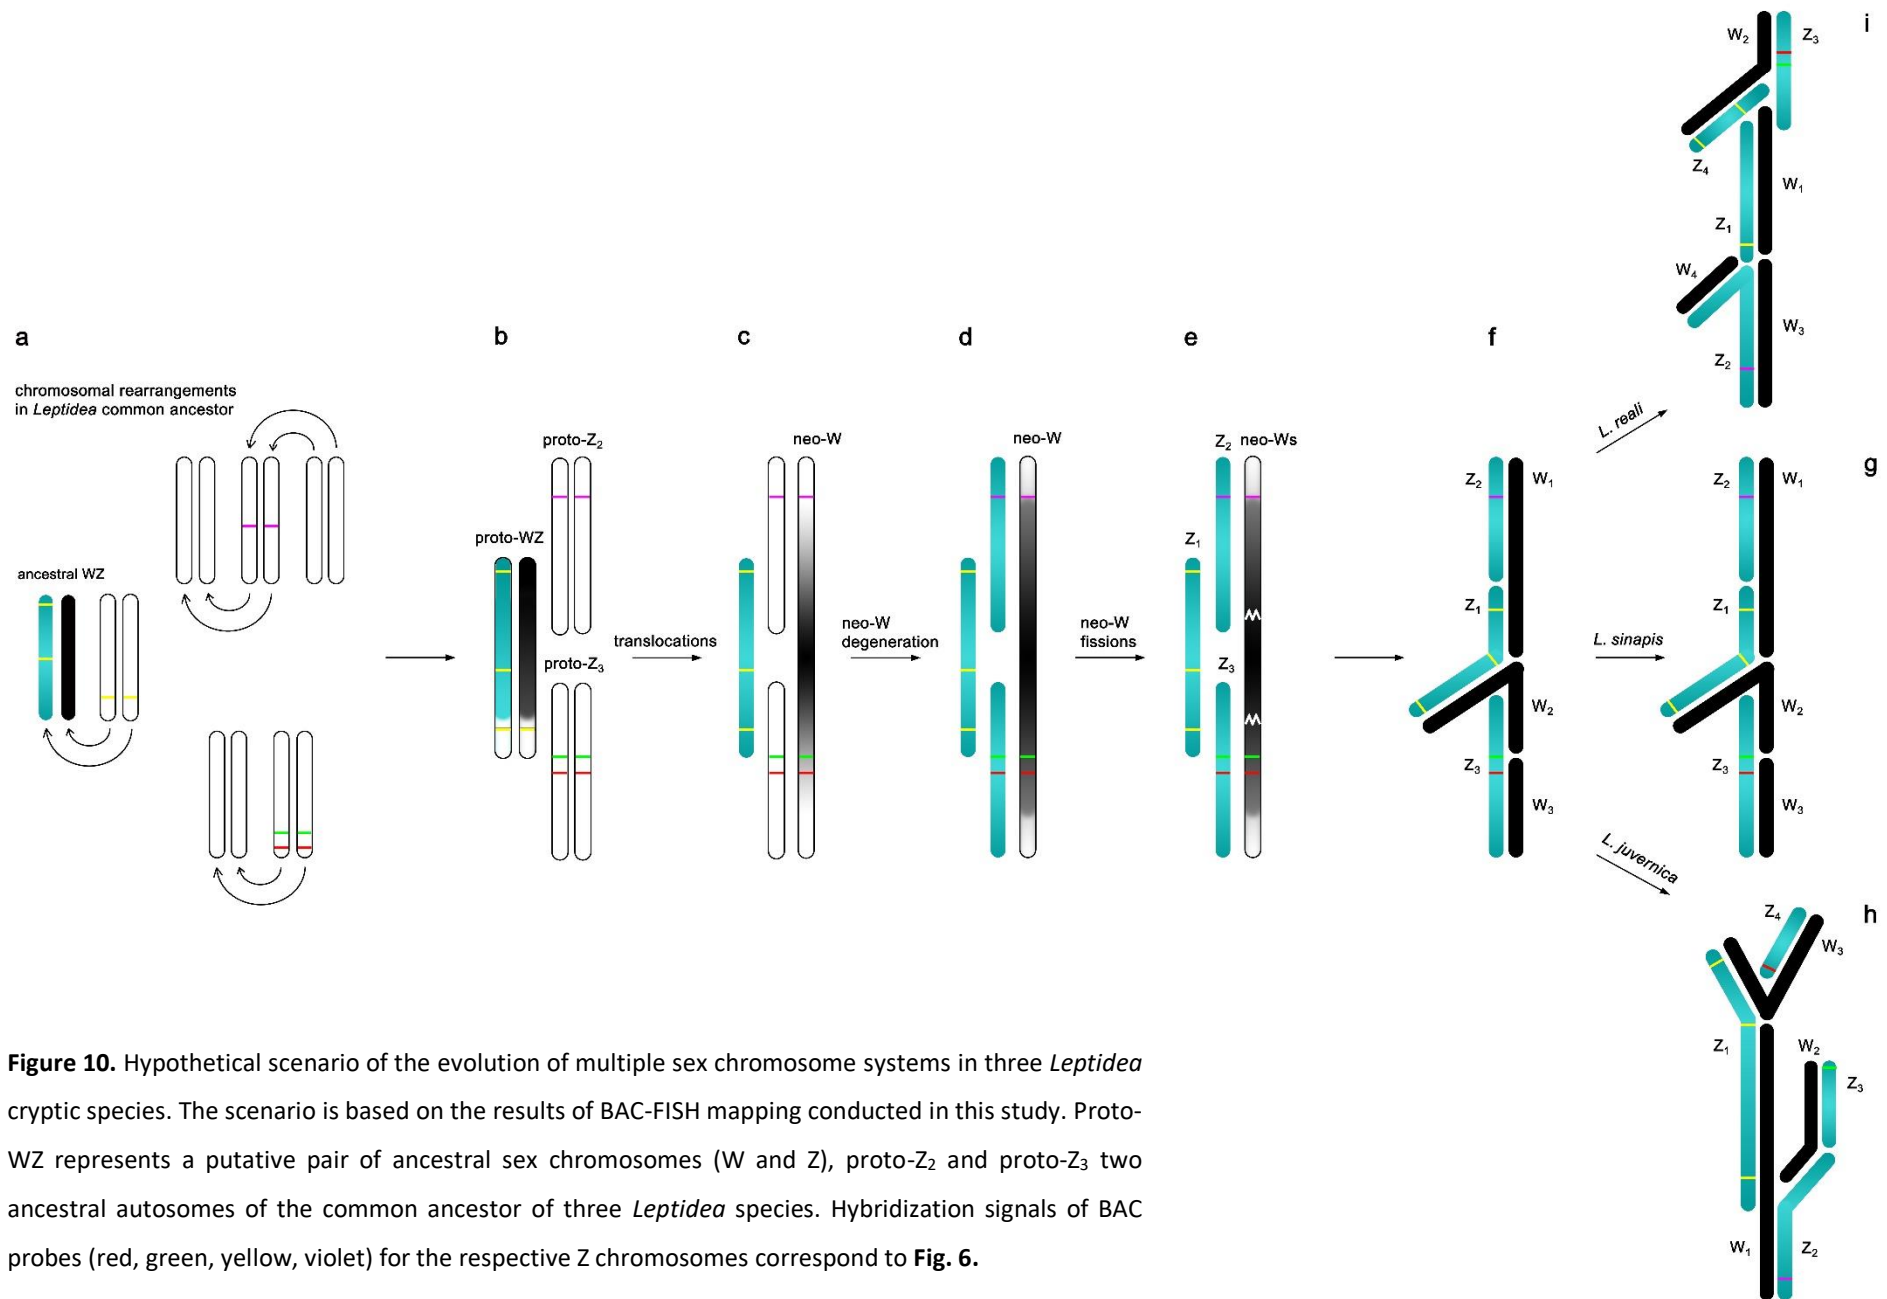 a
chromosomal rearrangements
in Leptidea common ancestor
ancestral WZ
b
proto-Z₂
proto-WZ
proto-Z₃
translocations
c
neo-W
neo-W
degeneration
d
neo-W
neo-W
fissions
e
Z₂ neo-Ws
Z₁
Z₃
f
Z₂ W₁
Z₁
W₂
Z₃
W₃
L. reali
L. sinapis
L. juvernica
i
W₂ Z₃
Z₄
W₁
Z₁
W₄
W₃
Z₂
g
Z₂ W₁
Z₁
W₂
Z₃
W₃
h
Z₄
W₃
Z₁ W₂
Z₃
W₁ Z₂
Figure 10. Hypothetical scenario of the evolution of multiple sex chromosome systems in three Leptidea
cryptic species. The scenario is based on the results of BAC-FISH mapping conducted in this study. Proto-
WZ represents a putative pair of ancestral sex chromosomes (W and Z), proto-Z₂ and proto-Z₃ two
ancestral autosomes of the common ancestor of three Leptidea species. Hybridization signals of BAC
probes (red, green, yellow, violet) for the respective Z chromosomes correspond to Fig. 6.